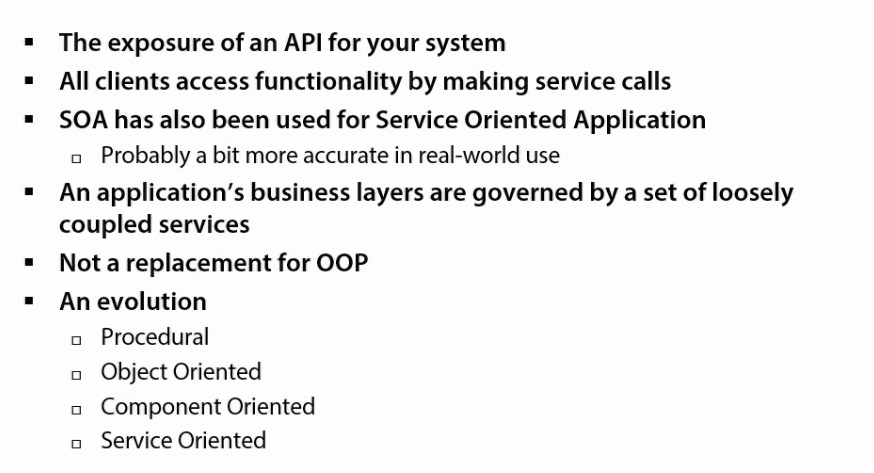 ▪ The exposure of an API for your system
▪ All clients access functionality by making service calls
▪ SOA has also been used for Service Oriented Application
▫ Probably a bit more accurate in real-world use
▪ An application’s business layers are governed by a set of loosely
coupled services
▪ Not a replacement for OOP
▪ An evolution
▫ Procedural
▫ Object Oriented
▫ Component Oriented
▫ Service Oriented